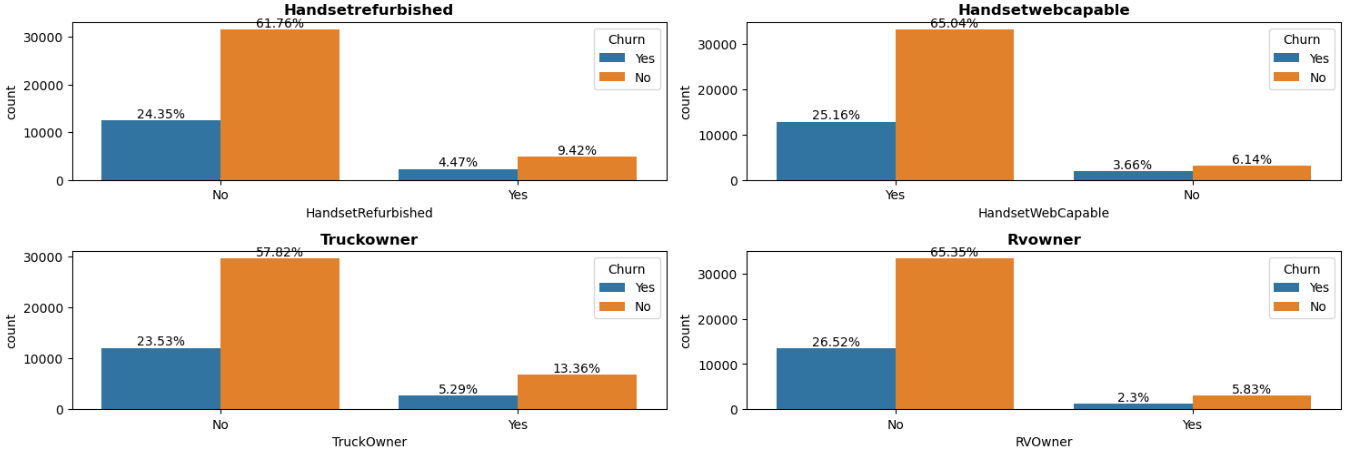 Handsetrefurbished
61.76%
30000
20000
10000
0
count
24.35%
4.47%
9.42%
Churn
Yes
No
No
Yes
HandsetRefurbished
Handsetwebcapable
65.04%
30000
20000
10000
0
count
25.16%
3.66%
6.14%
Churn
Yes
No
Yes
No
HandsetWebCapable
Truckowner
57.82%
30000
20000
10000
0
count
23.53%
5.29%
13.36%
Churn
Yes
No
No
Yes
TruckOwner
Rvowner
65.35%
30000
20000
10000
0
count
26.52%
2.3%
5.83%
Churn
Yes
No
No
Yes
RVOwner